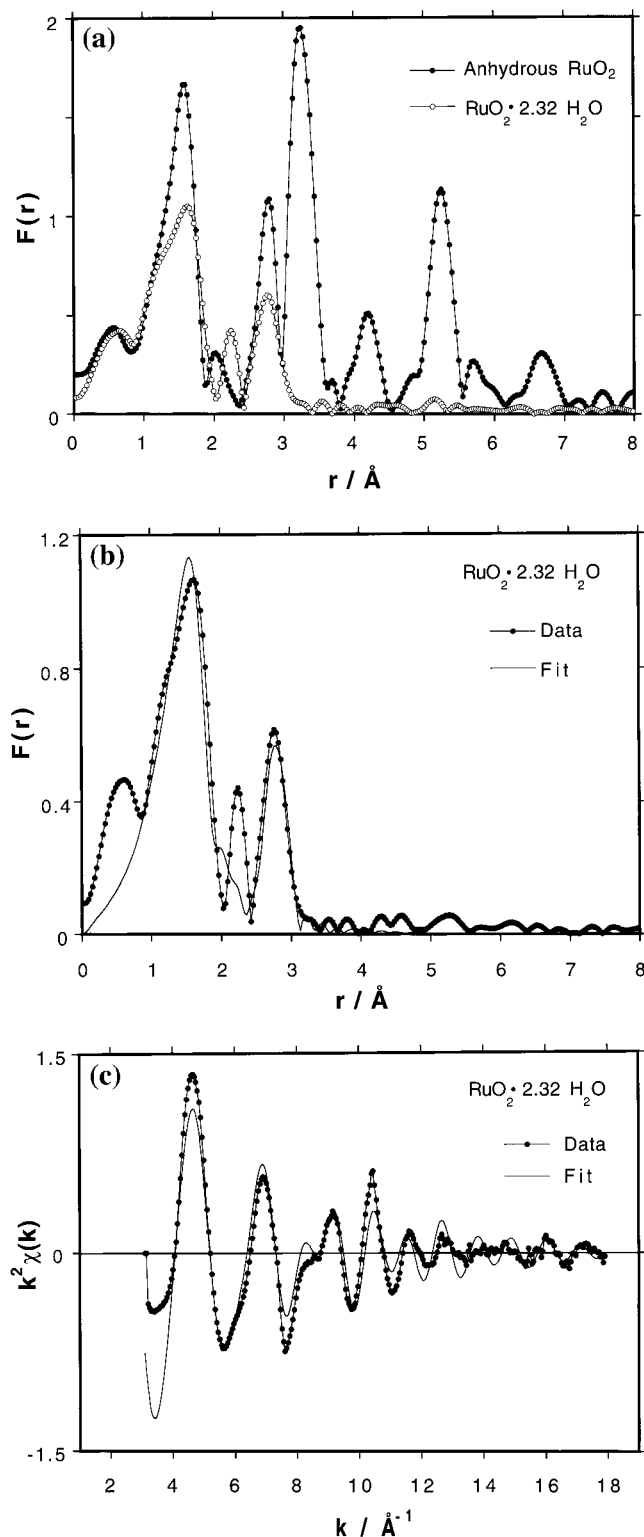 (a)
F(r)
2
1
0
Anhydrous RuO₂
RuO₂· 2.32 H₂O
0 1 2 3 4 5 6 7 8
r / Å
(b)
F(r)
1.2
0.8
0.4
0
RuO₂· 2.32 H₂O
Data
Fit
0 1 2 3 4 5 6 7 8
r / Å
(c)
k²χ(k)
1.5
0
-1.5
RuO₂· 2.32 H₂O
Data
Fit
2 4 6 8 10 12 14 16 18
k / Å⁻¹